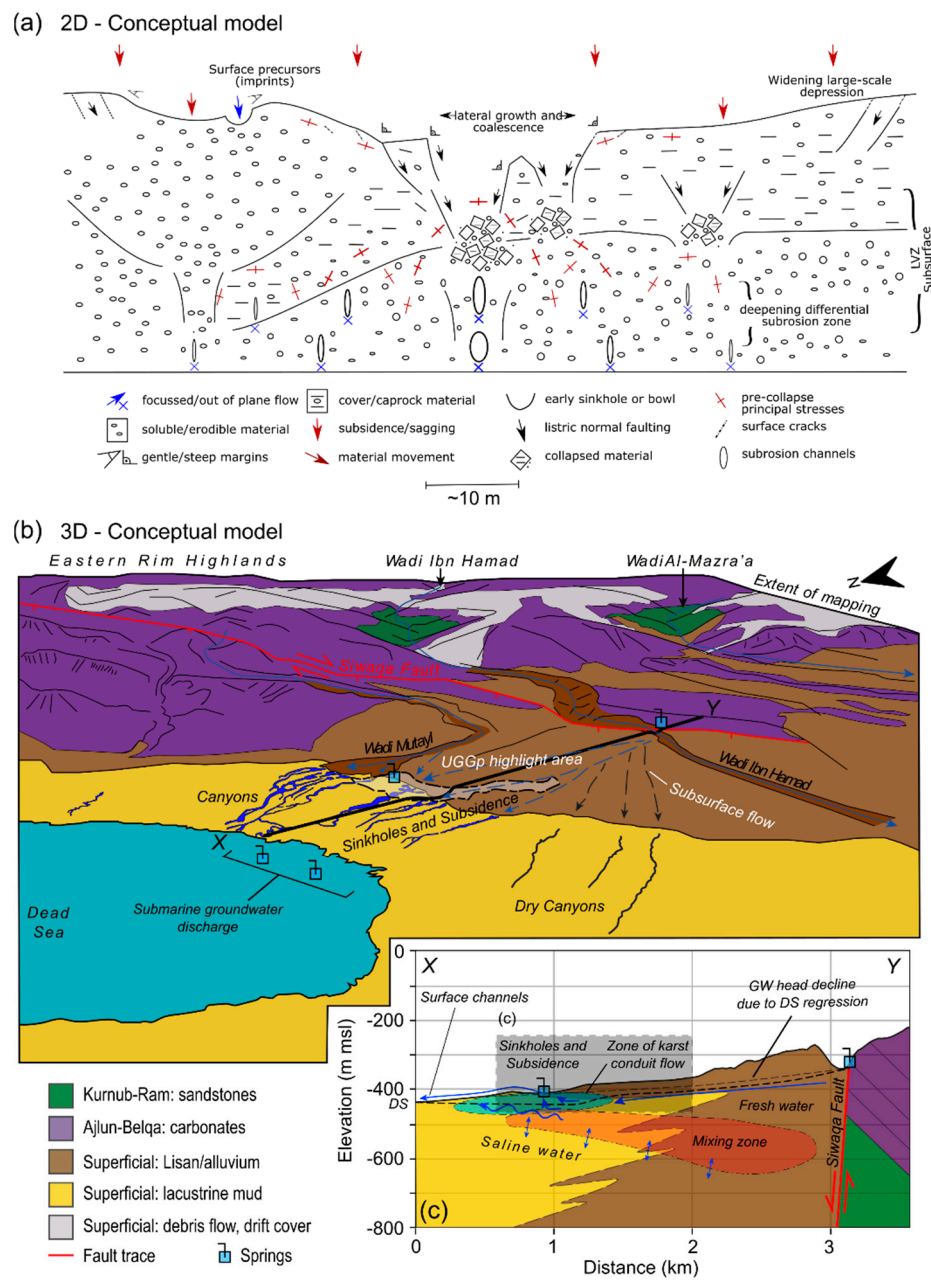 (a) 2D - Conceptual model
Surface precursors
(imprints)
Widening large-scale
depression
lateral growth and
coalescence
LVZ
Subsurface
deepening differential
subrosion zone
focussed/out of plane flow
cover/caprock material
early sinkhole or bowl
pre-collapse
principal stresses
soluble/erodible material
subsidence/sagging
listric normal faulting
surface cracks
gentle/steep margins
material movement
collapsed material
subrosion channels
~10 m
(b) 3D - Conceptual model
Eastern Rim Highlands
Wadi Ibn Hamad
Wadi Al-Mazra'a
N
Extent of mapping
Siwaqa Fault
Y
Wadi Mutayl
UGGp highlight area
Wadi Ibn Hamad
Canyons
Subsurface flow
Sinkholes and Subsidence
X
Submarine groundwater
discharge
Dry Canyons
Dead
Sea
X
Y
GW head decline
due to DS regression
Surface channels
(c)
Sinkholes and
Subsidence
Zone of karst
conduit flow
Fresh water
Saline water
Mixing zone
Siwaqa Fault
DS
0
-200
-400
-600
-800
Elevation (m msl)
(c)
0
1
2
3
Distance (km)
Kurnub-Ram: sandstones
Ajlun-Belqa: carbonates
Superficial: Lisan/alluvium
Superficial: lacustrine mud
Superficial: debris flow, drift cover
Fault trace
Springs